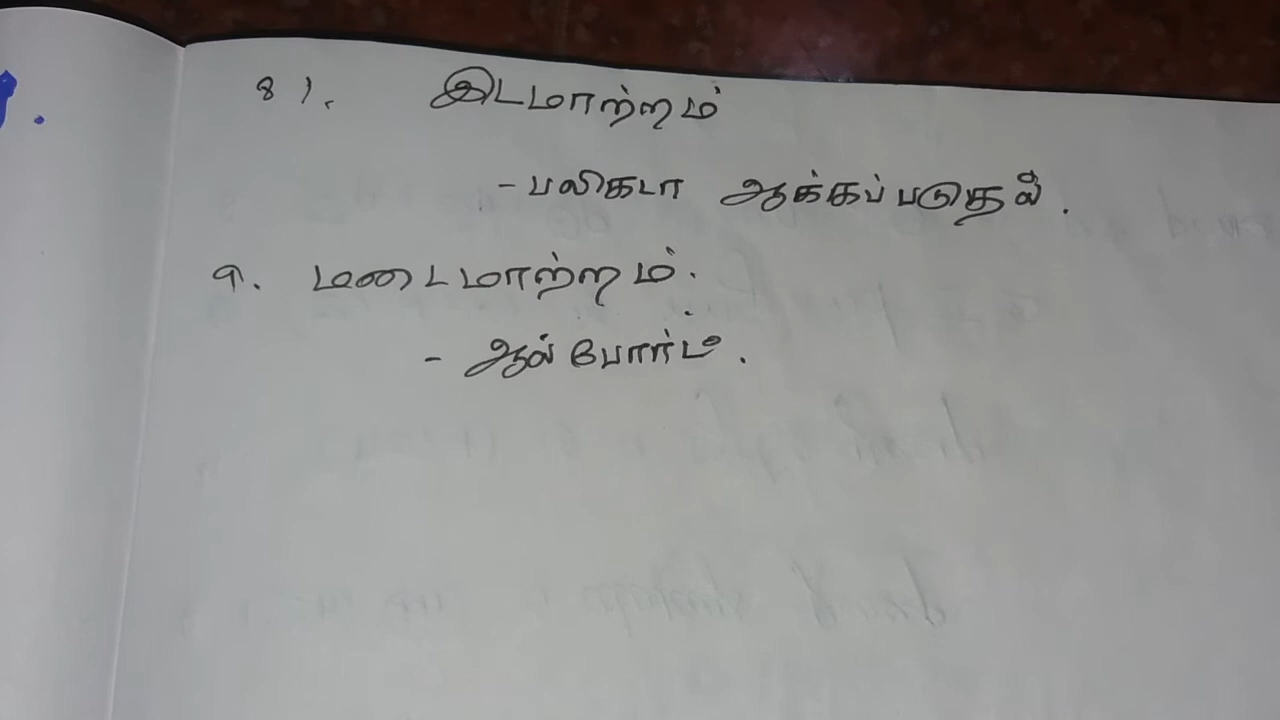 8).  இடமாற்றம்
- பலிகடா ஆக்கப்படுதல்.
9. மடைமாற்றம்.
- ஆல்போர்ட்.